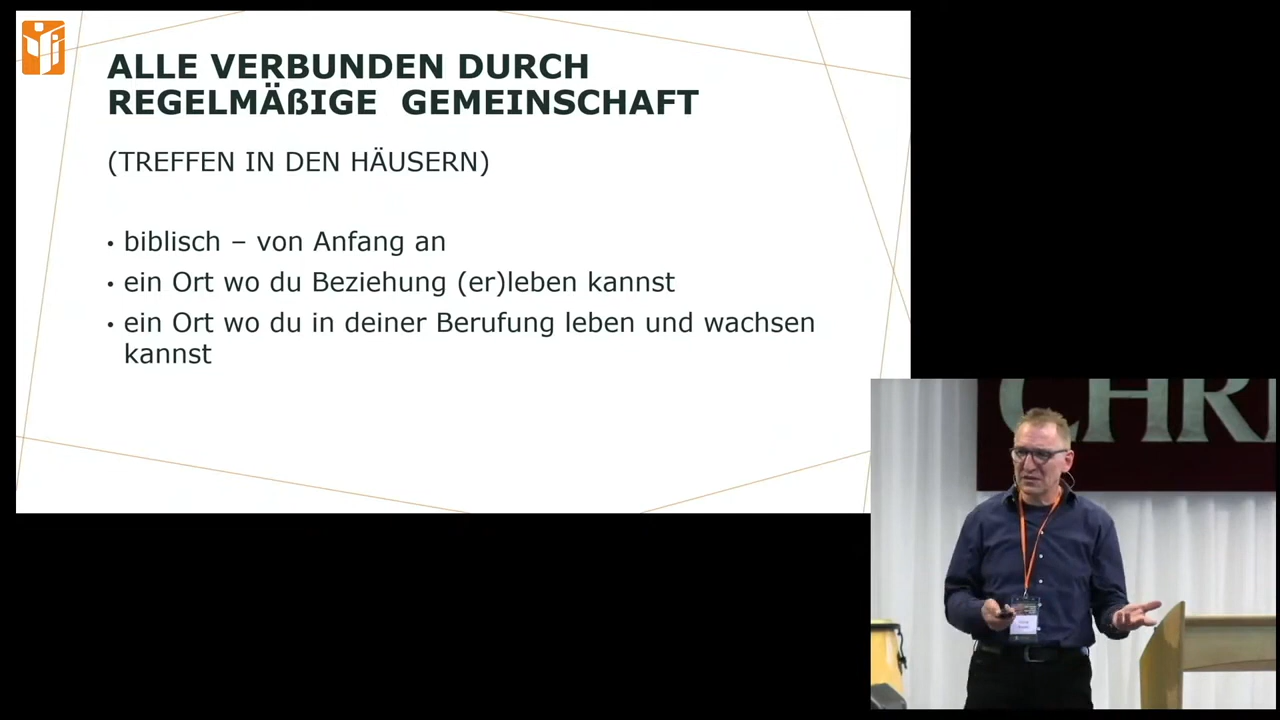 ALLE VERBUNDEN DURCH
REGELMÄßIGE GEMEINSCHAFT
(TREFFEN IN DEN HÄUSERN)
• biblisch – von Anfang an
• ein Ort wo du Beziehung (er)leben kannst
• ein Ort wo du in deiner Berufung leben und wachsen
kannst
CHRI